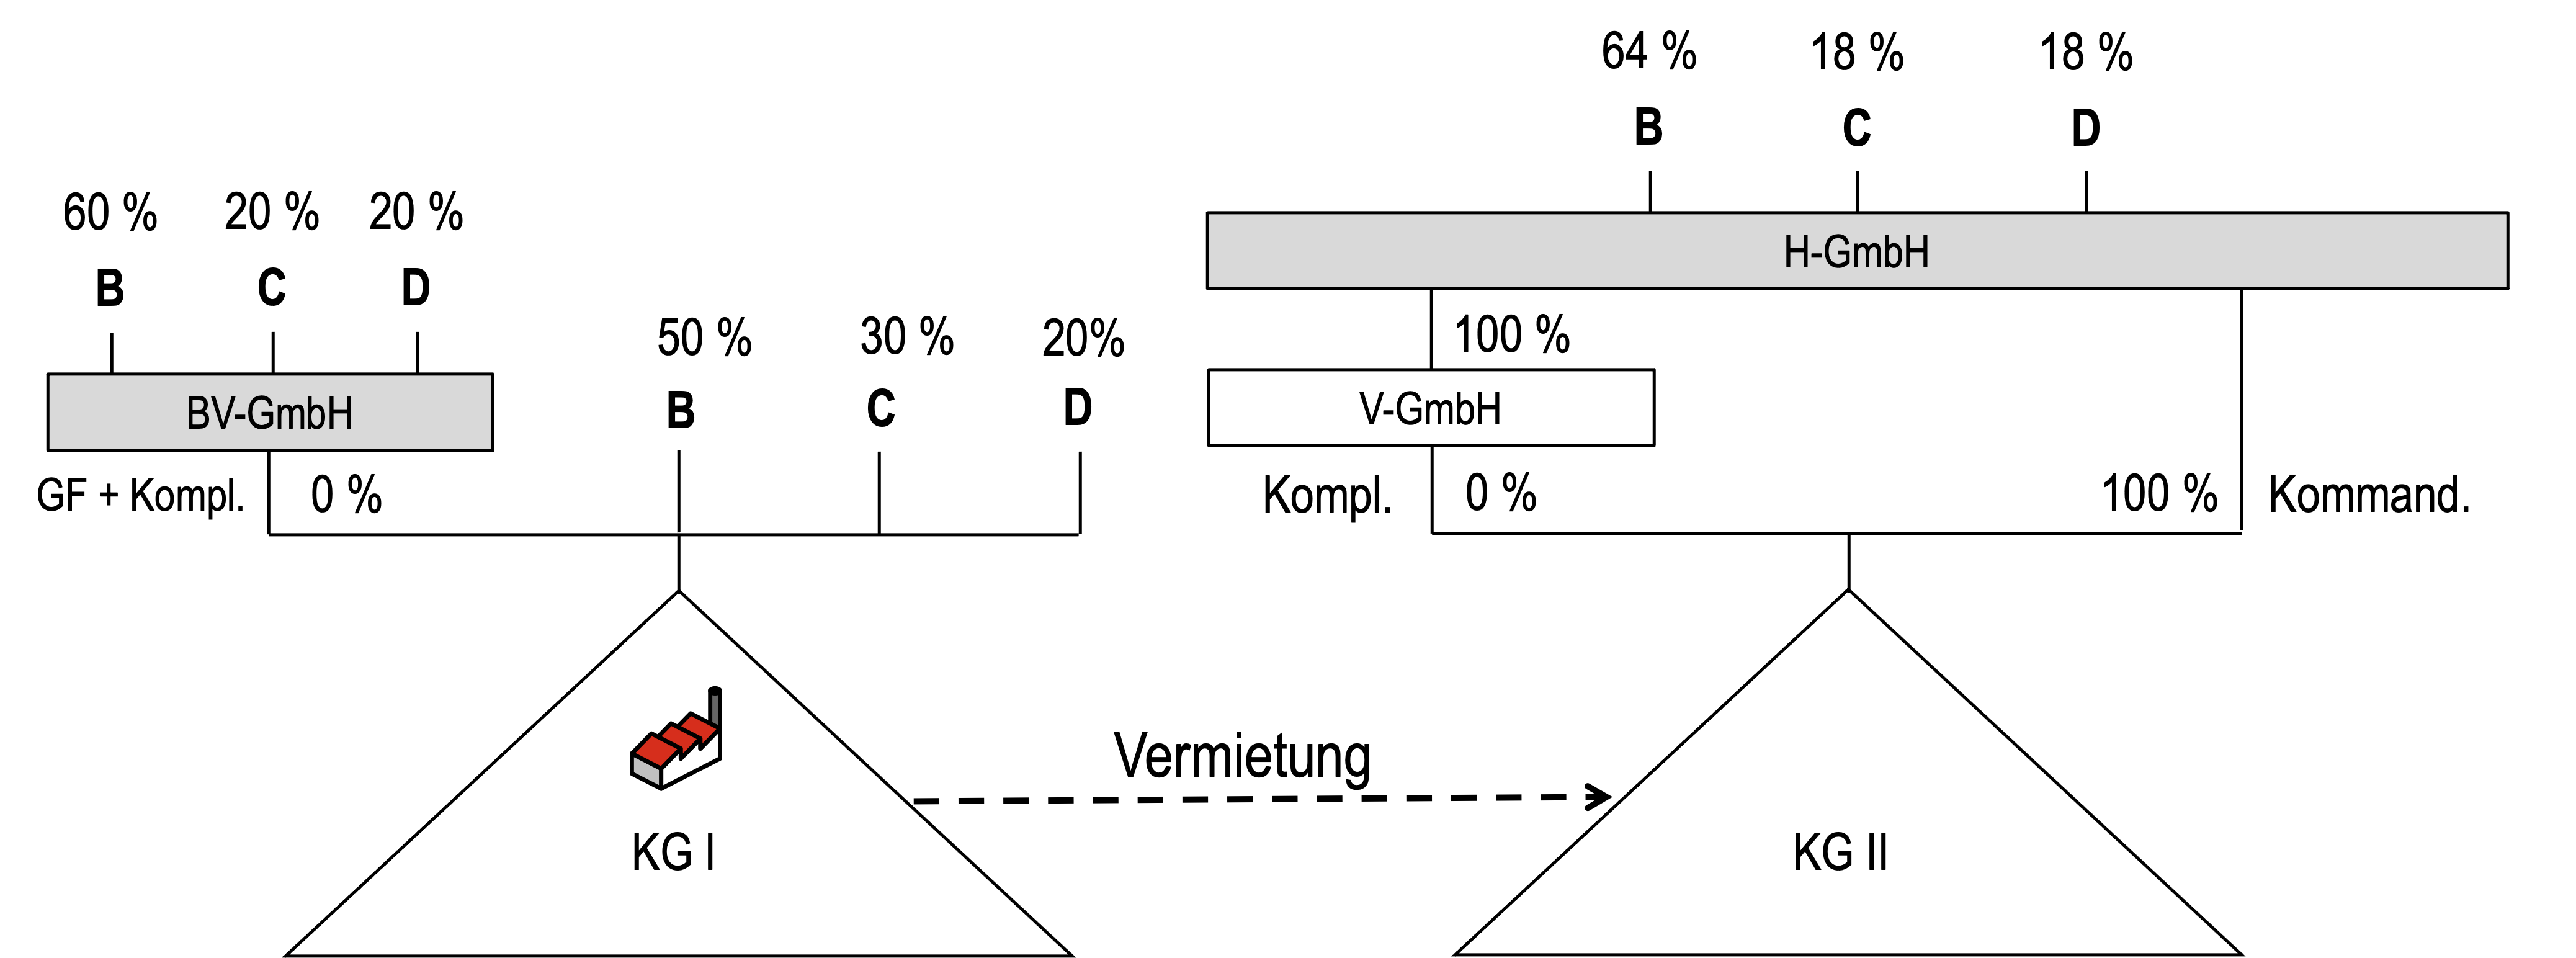 64 % 18 % 18 %
B C D
H-GmbH
60 % 20 % 20 %
B C D
BV-GmbH
GF + Kompl. 0 %
50 % 30 % 20%
B C D
100 %
V-GmbH
Kompl. 0 % 100 % Kommand.
Vermietung
KG I
KG II